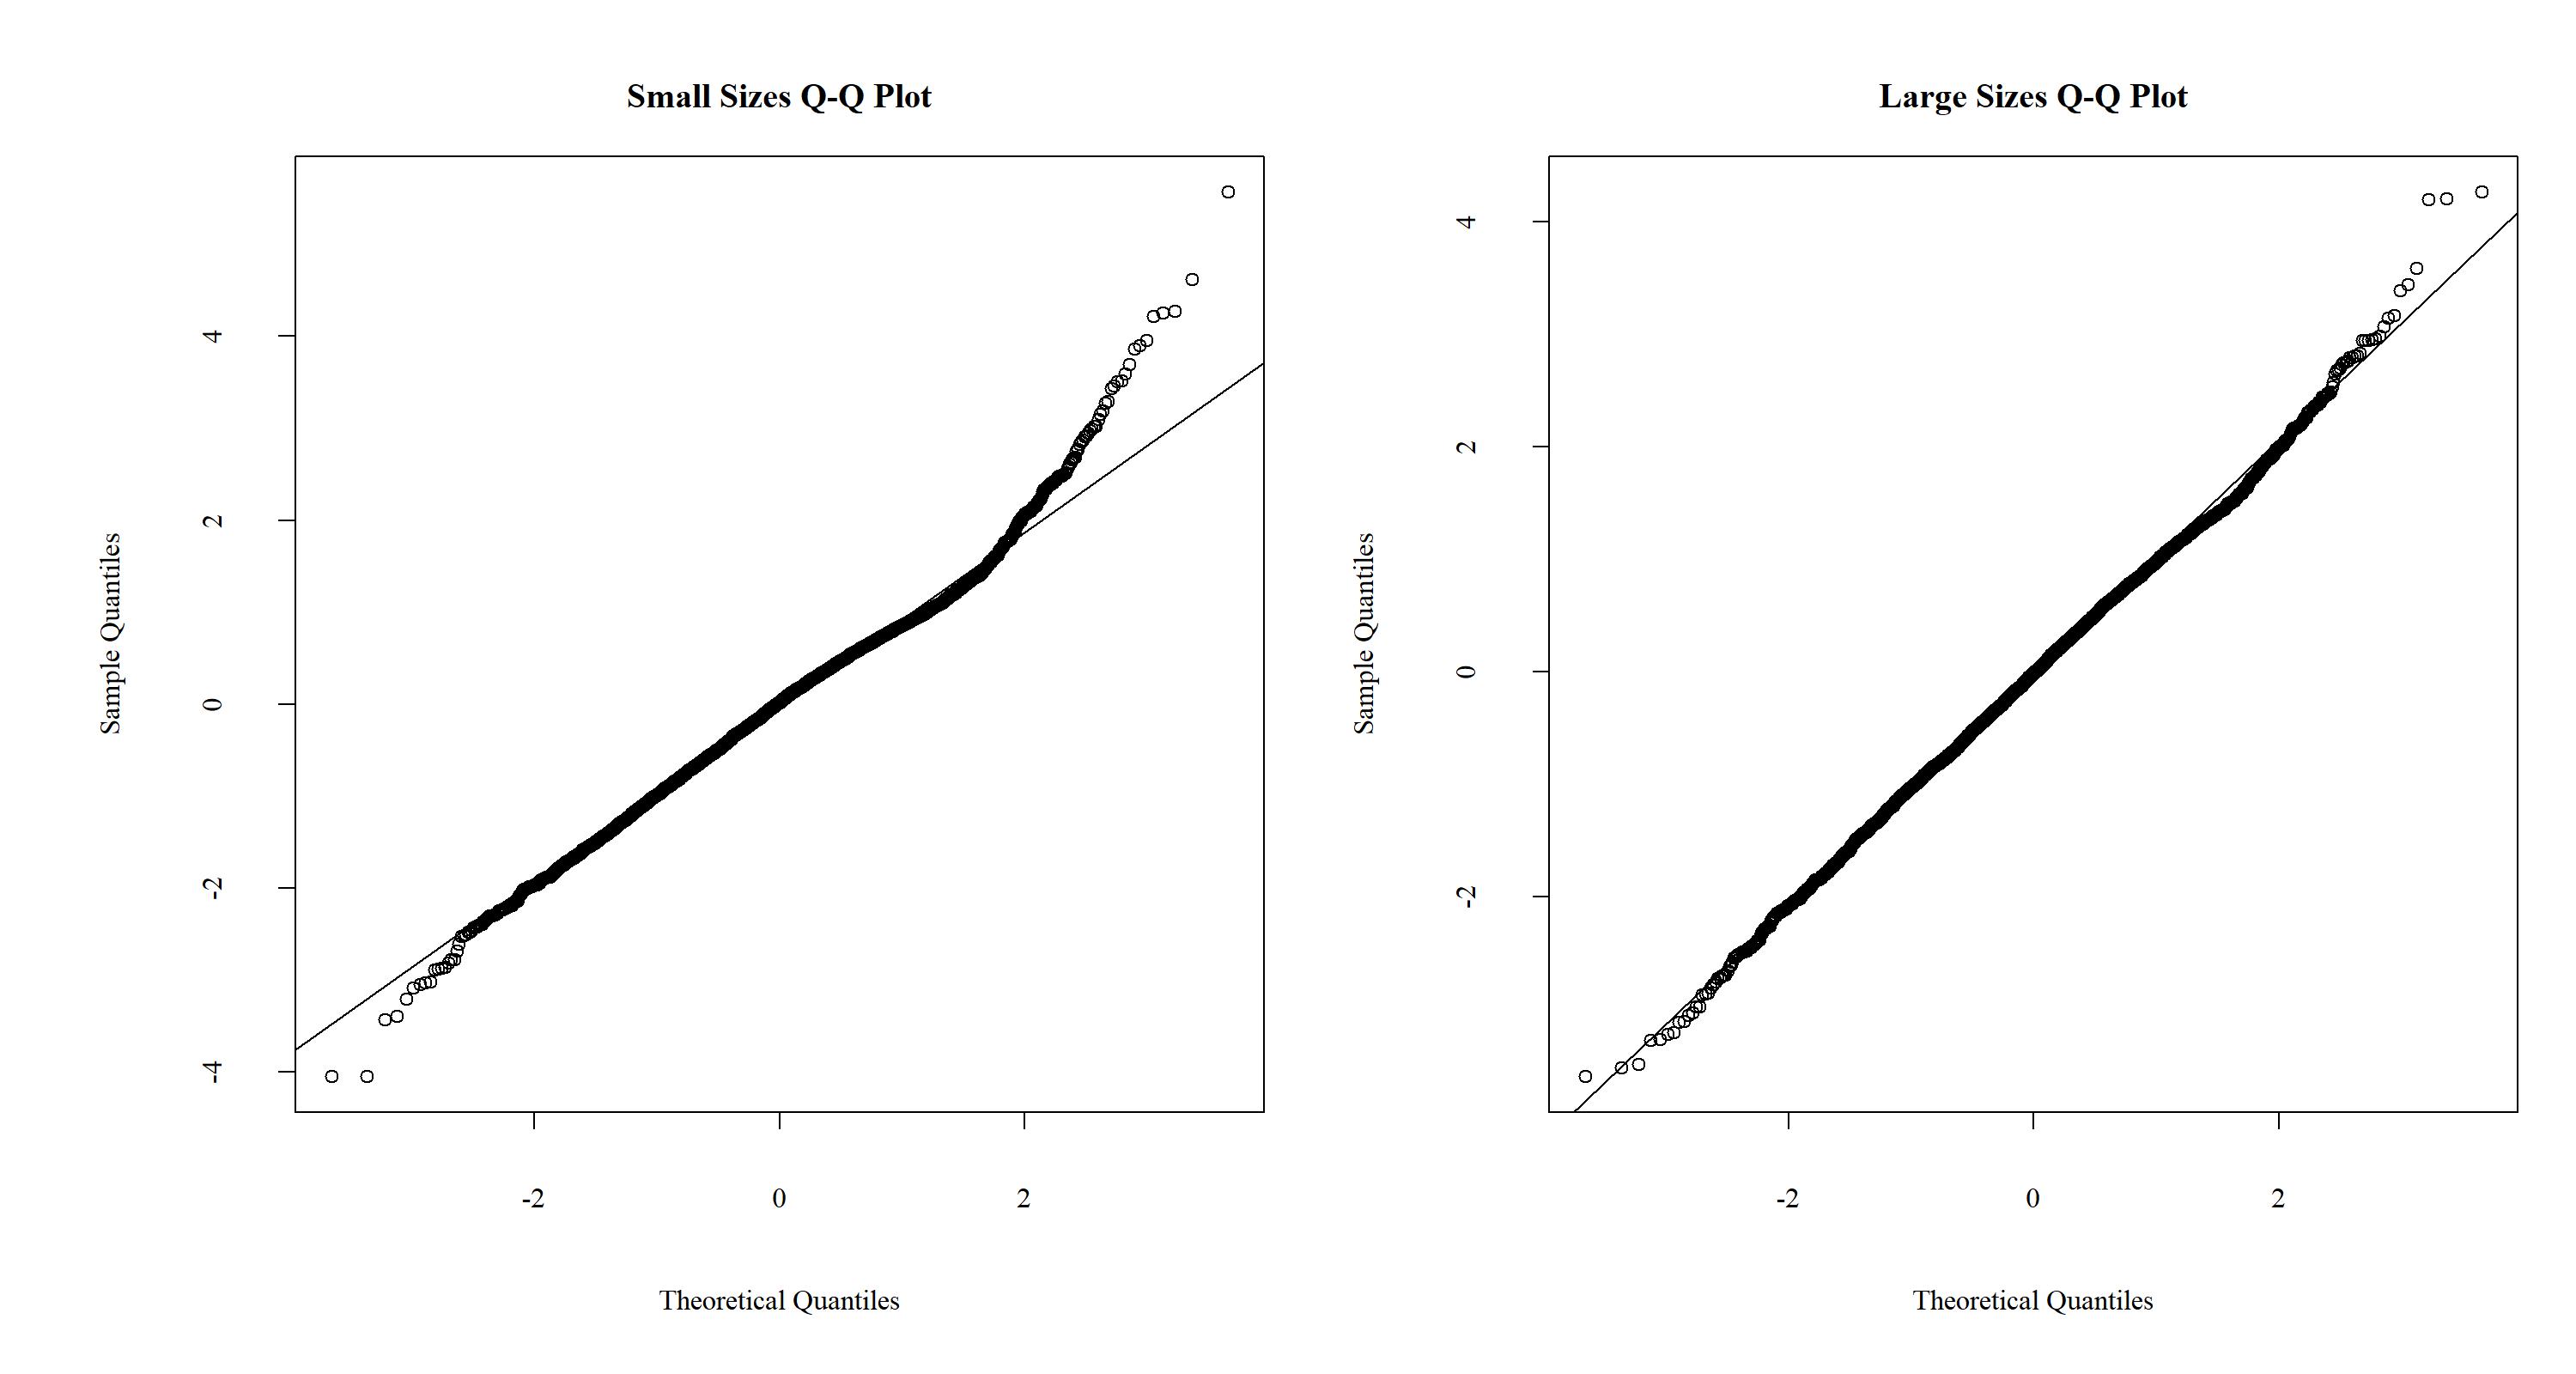 Small Sizes Q-Q Plot
Sample Quantiles
4
2
0
-2
-4
-2 0 2
Theoretical Quantiles
Large Sizes Q-Q Plot
Sample Quantiles
4
2
0
-2
-2 0 2
Theoretical Quantiles